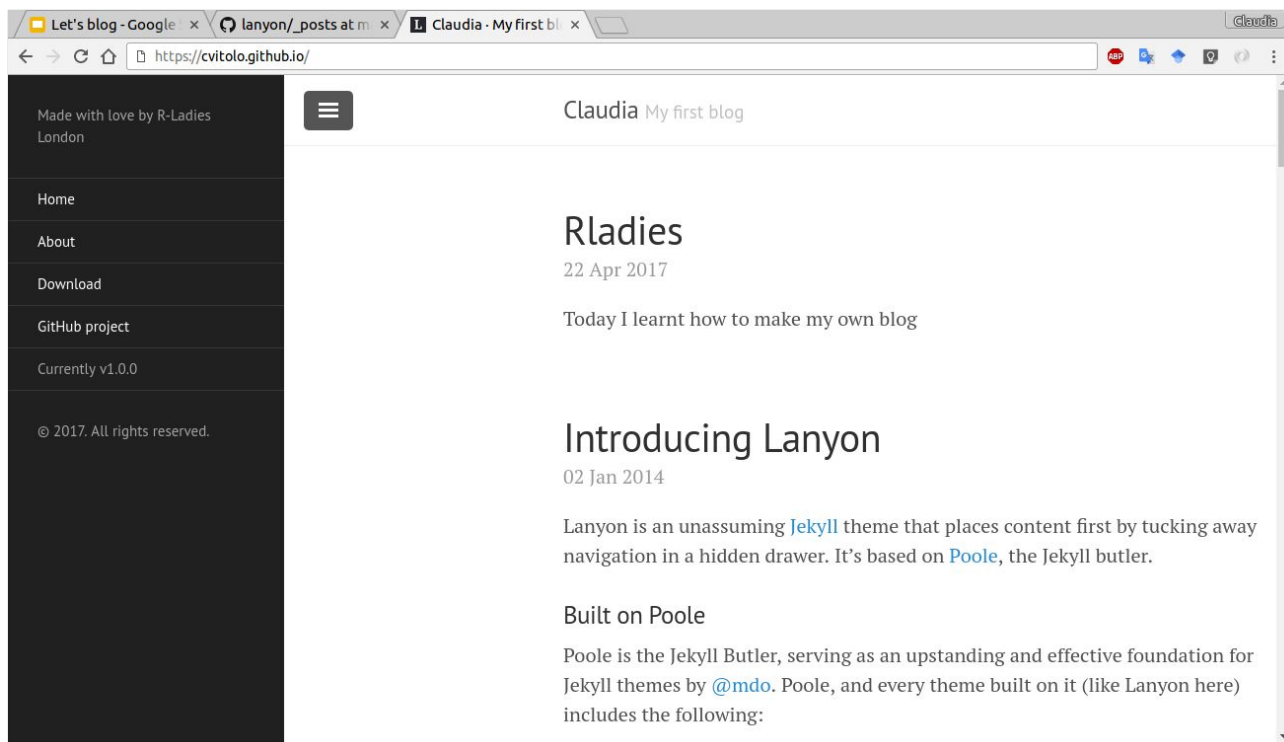 Let's blog - Google
lanyon/_posts at m
L Claudia · My first bl
Claudia
https://cvitolo.github.io/
ABP
Made with love by R-Ladies
London
Home
About
Download
GitHub project
Currently v1.0.0
© 2017. All rights reserved.
Claudia My first blog
Rladies
22 Apr 2017
Today I learnt how to make my own blog
Introducing Lanyon
02 Jan 2014
Lanyon is an unassuming Jekyll theme that places content first by tucking away
navigation in a hidden drawer. It's based on Poole, the Jekyll butler.
Built on Poole
Poole is the Jekyll Butler, serving as an upstanding and effective foundation for
Jekyll themes by @mdo. Poole, and every theme built on it (like Lanyon here)
includes the following: